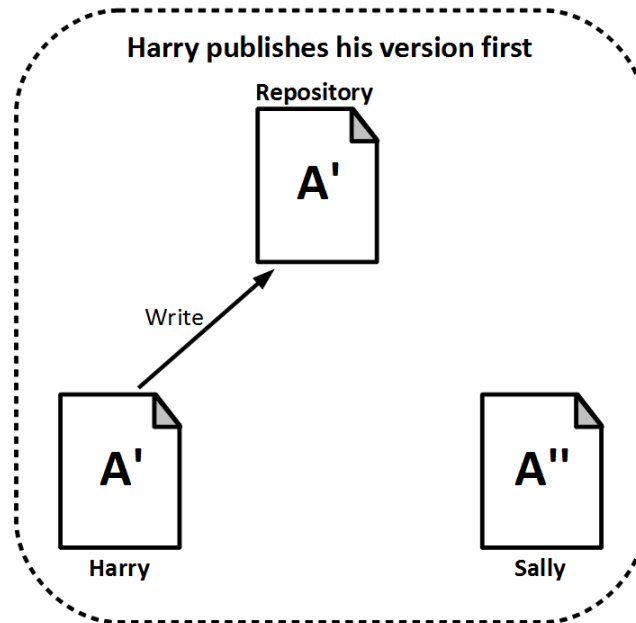 Harry publishes his version first
Repository
A'
Write
A'
A''
Harry
Sally